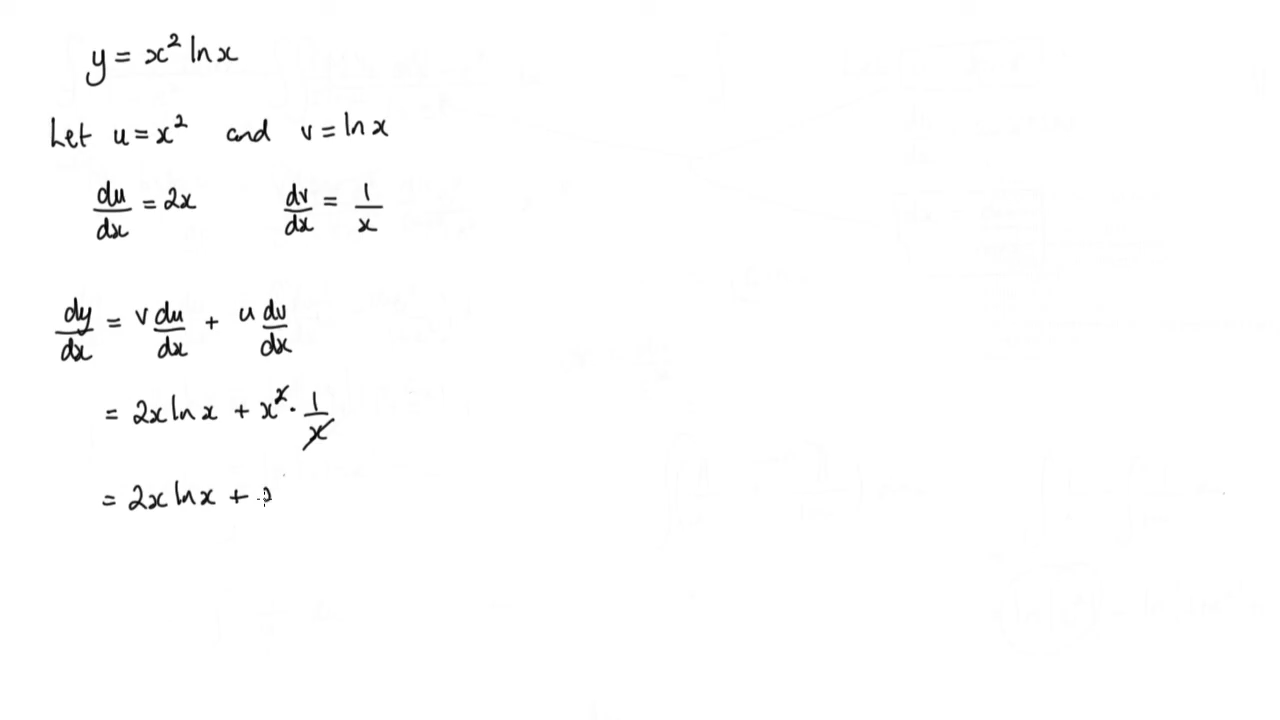 y = x² ln x
Let u = x² and v = ln x
du/dx = 2x dv/dx = 1/x
dy/dx = v du/dx + u dv/dx
= 2x ln x + x² · 1/x
= 2x ln x +